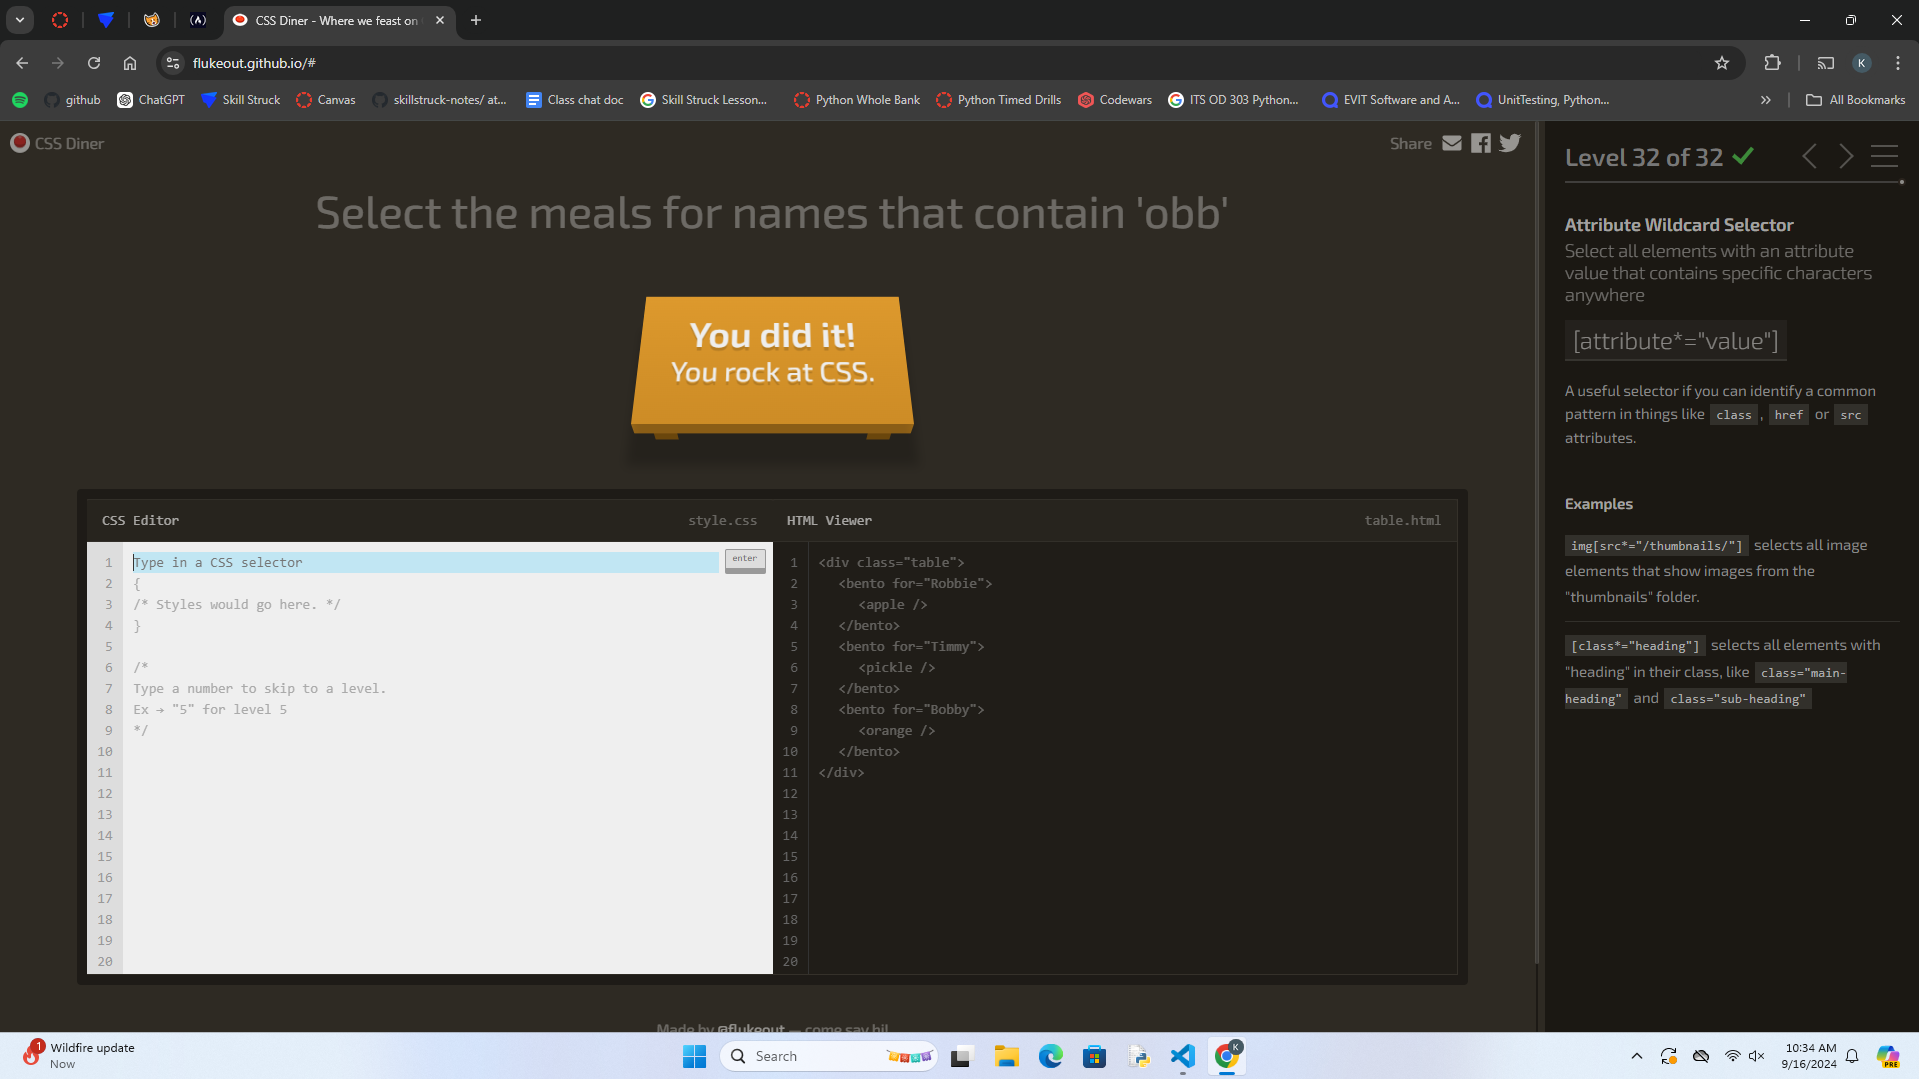 CSS Diner - Where we feast on
flukeout.github.io/#
github
ChatGPT
Skill Struck
Canvas
skillstruck-notes/ at...
Class chat doc
Skill Struck Lesson...
Python Whole Bank
Python Timed Drills
Codewars
ITS OD 303 Python...
EVIT Software and A...
UnitTesting, Python...
»
All Bookmarks
K
CSS Diner
Share
Select the meals for names that contain 'obb'
You did it!
You rock at CSS.
CSS Editor
style.css
1 Type in a CSS selector
enter
2 {
3 /* Styles would go here. */
4 }
5
6 /*
7 Type a number to skip to a level.
8 Ex → "5" for level 5
9 */
10
11
12
13
14
15
16
17
18
19
20
HTML Viewer
table.html
1 <div class="table">
2 <bento for="Robbie">
3 <apple />
4 </bento>
5 <bento for="Timmy">
6 <pickle />
7 </bento>
8 <bento for="Bobby">
9 <orange />
10 </bento>
11 </div>
12
13
14
15
16
17
18
19
20
Made by @flukeout — come say hi!
Level 32 of 32
Attribute Wildcard Selector
Select all elements with an attribute
value that contains specific characters
anywhere
[attribute*="value"]
A useful selector if you can identify a common
pattern in things like class , href or src
attributes.
Examples
img[src*="/thumbnails/"] selects all image
elements that show images from the
"thumbnails" folder.
[class*="heading"] selects all elements with
"heading" in their class, like class="main-
heading" and class="sub-heading"
1
Wildfire update
Now
Search
K
10:34 AM
9/16/2024
PRE